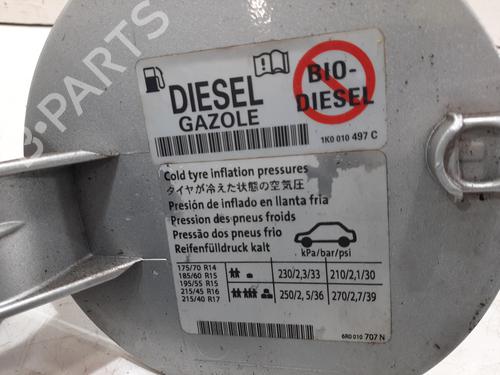 DIESEL
GAZOLE
BIO-
DIESEL
1K0 010 497 C
Cold tyre inflation pressures
タイヤが冷えた状態の空気圧
Presión de inflado en llanta fria
Pression des pneus froids
Pressão dos pneus frio
Reifenfülldruck kalt
kPa/bar/psi
175/70 R14
185/60 R15
195/55 R15
215/45 R16
215/40 R17
230/2,3/33 210/2,1/30
250/2,5/36 270/2,7/39
6R0 010 707 N
B-PARTS